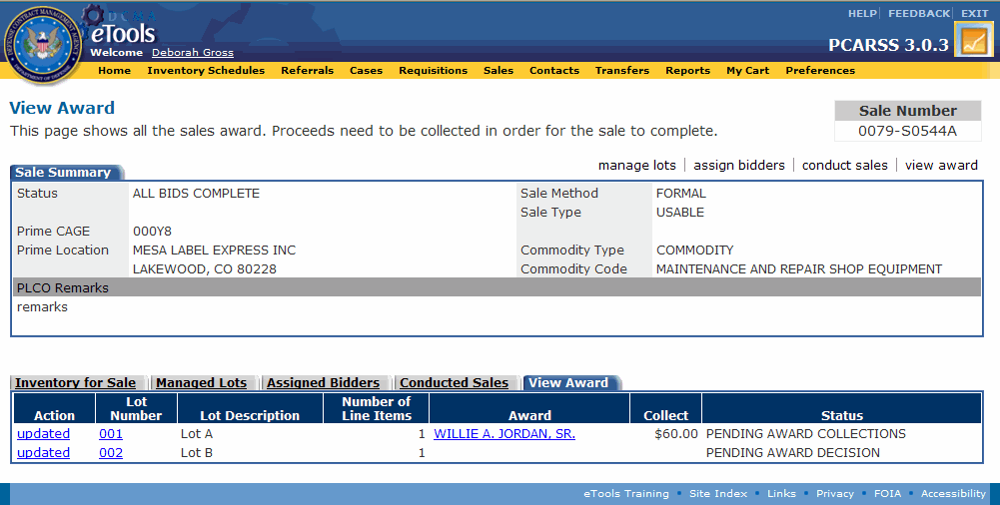 HELP FEEDBACK EXIT
eTools
Welcome Deborah Gross
PCARSS 3.0.3
Home Inventory Schedules Referrals Cases Requisitions Sales Contacts Transfers Reports My Cart Preferences
View Award
This page shows all the sales award. Proceeds need to be collected in order for the sale to complete.
Sale Number
0079-S0544A
manage lots assign bidders conduct sales view award
Sale Summary
Status ALL BIDS COMPLETE Sale Method FORMAL
Sale Type USABLE
Prime CAGE 000Y8
Prime Location MESA LABEL EXPRESS INC Commodity Type COMMODITY
LAKEWOOD, CO 80228 Commodity Code MAINTENANCE AND REPAIR SHOP EQUIPMENT
PLCO Remarks
remarks
Inventory for Sale Managed Lots Assigned Bidders Conducted Sales View Award
Action Lot Number Lot Description Number of Line Items Award Collect Status
updated 001 Lot A 1 WILLIE A. JORDAN, SR. $60.00 PENDING AWARD COLLECTIONS
updated 002 Lot B 1 PENDING AWARD DECISION
eTools Training • Site Index • Links • Privacy • FOIA • Accessibility